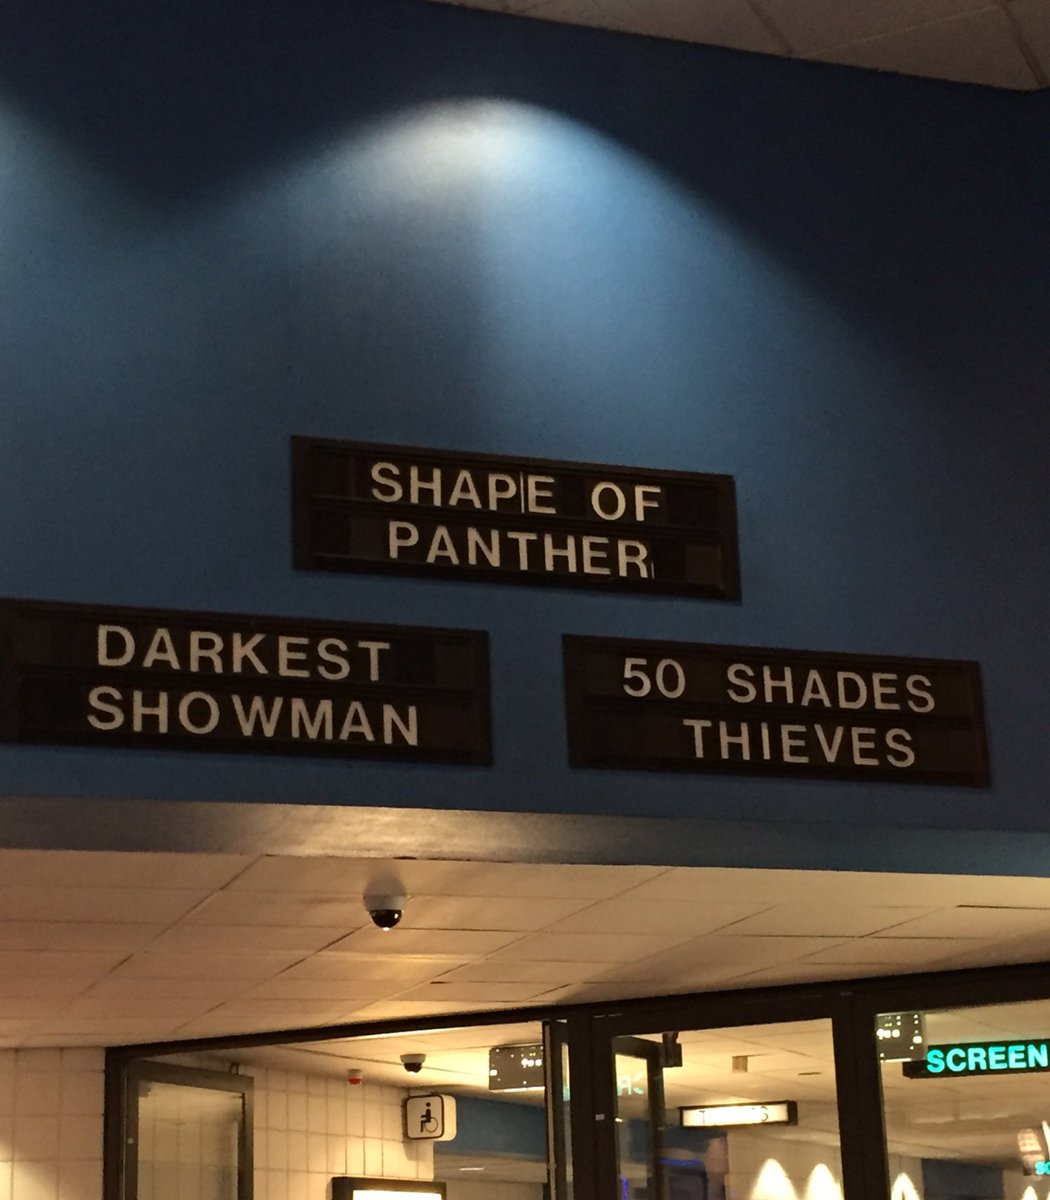 SHAPE OF
PANTHER
DARKEST
SHOWMAN
50 SHADES
THIEVES
SCREEN